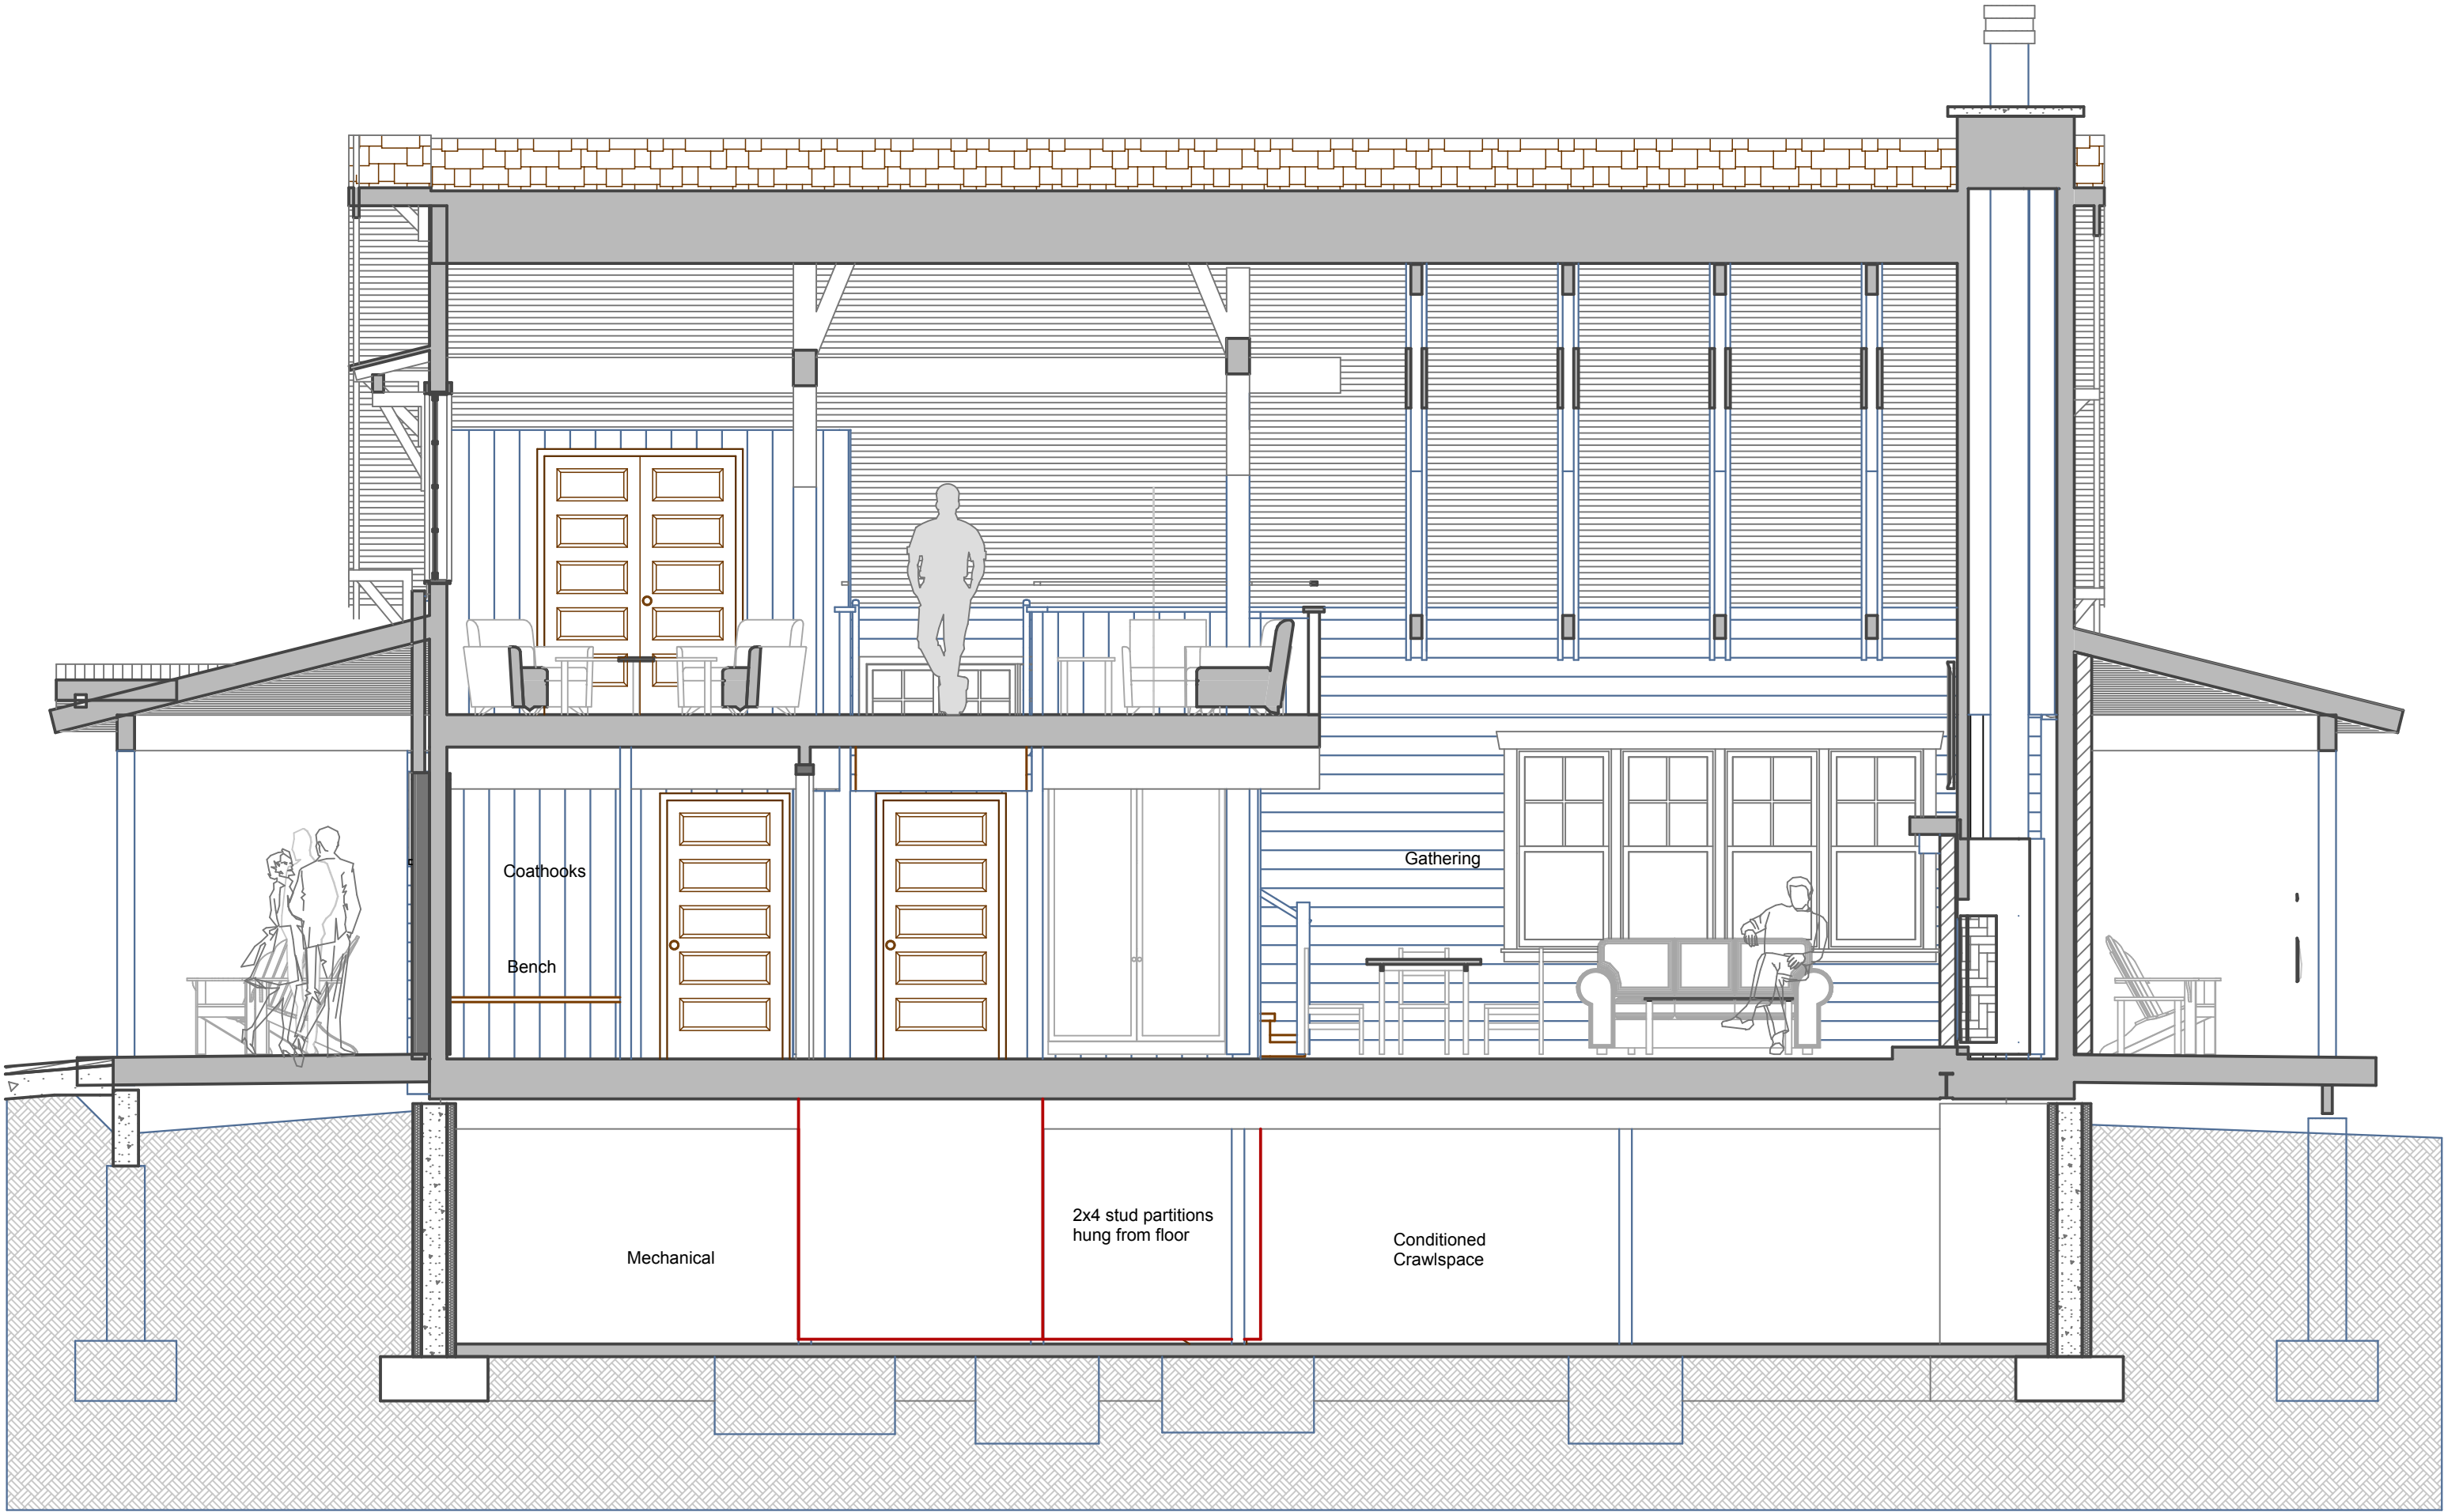 Coathooks
Gathering
Bench
2x4 stud partitions
hung from floor
Mechanical
Conditioned
Crawlspace